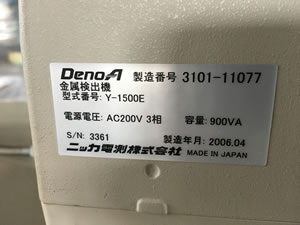 DenoA 製造番号 3101-11077
金属検出機
型式番号: Y-1500E
電源電圧: AC200V 3相 容量: 900VA
S/N: 3361 製造年月: 2006.04
ニッカ電測株式会社 MADE IN JAPAN